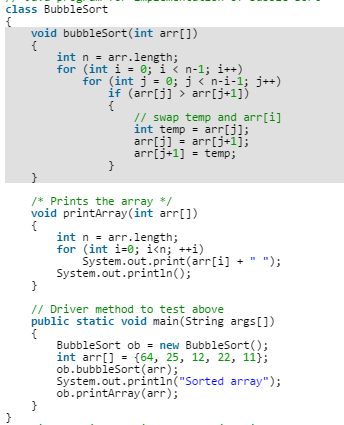 class BubbleSort
{
    void bubbleSort(int arr[])
    {
        int n = arr.length;
        for (int i = 0; i < n-1; i++)
            for (int j = 0; j < n-i-1; j++)
                if (arr[j] > arr[j+1])
                {
                    // swap temp and arr[i]
                    int temp = arr[j];
                    arr[j] = arr[j+1];
                    arr[j+1] = temp;
                }
    }

    /* Prints the array */
    void printArray(int arr[])
    {
        int n = arr.length;
        for (int i=0; i<n; ++i)
            System.out.print(arr[i] + " ");
        System.out.println();
    }

    // Driver method to test above
    public static void main(String args[])
    {
        BubbleSort ob = new BubbleSort();
        int arr[] = {64, 25, 12, 22, 11};
        ob.bubbleSort(arr);
        System.out.println("Sorted array");
        ob.printArray(arr);
    }
}